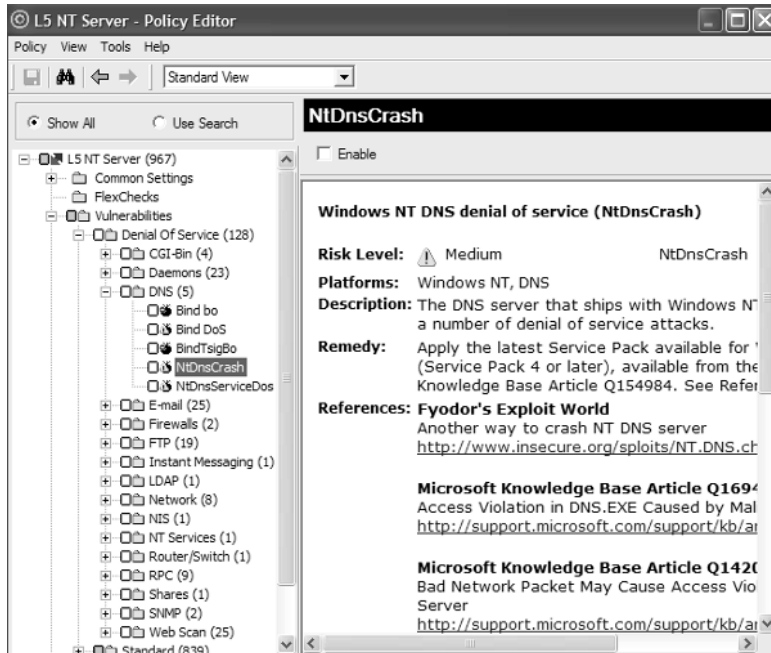 L5 NT Server - Policy Editor
Policy View Tools Help
Standard View
Show All Use Search
L5 NT Server (967)
Common Settings
FlexChecks
Vulnerabilities
Denial Of Service (128)
CGI-Bin (4)
Daemons (23)
DNS (5)
Bind bo
Bind DoS
BindTsigBo
NtDnsCrash
NtDnsServiceDos
E-mail (25)
Firewalls (2)
FTP (19)
Instant Messaging (1)
LDAP (1)
Network (8)
NIS (1)
NT Services (1)
Router/Switch (1)
RPC (9)
Shares (1)
SNMP (2)
Web Scan (25)
Standard (839)
NtDnsCrash
Enable
Windows NT DNS denial of service (NtDnsCrash)
Risk Level: Medium NtDnsCrash
Platforms: Windows NT, DNS
Description: The DNS server that ships with Windows NT
a number of denial of service attacks.
Remedy: Apply the latest Service Pack available for
(Service Pack 4 or later), available from the
Knowledge Base Article Q154984. See Refer
References: Fyodor's Exploit World
Another way to crash NT DNS server
http://www.insecure.org/sploits/NT.DNS.ch
Microsoft Knowledge Base Article Q1694
Access Violation in DNS.EXE Caused by Mal
http://support.microsoft.com/support/kb/ar
Microsoft Knowledge Base Article Q1420
Bad Network Packet May Cause Access Vio
Server
http://support.microsoft.com/support/kb/ar